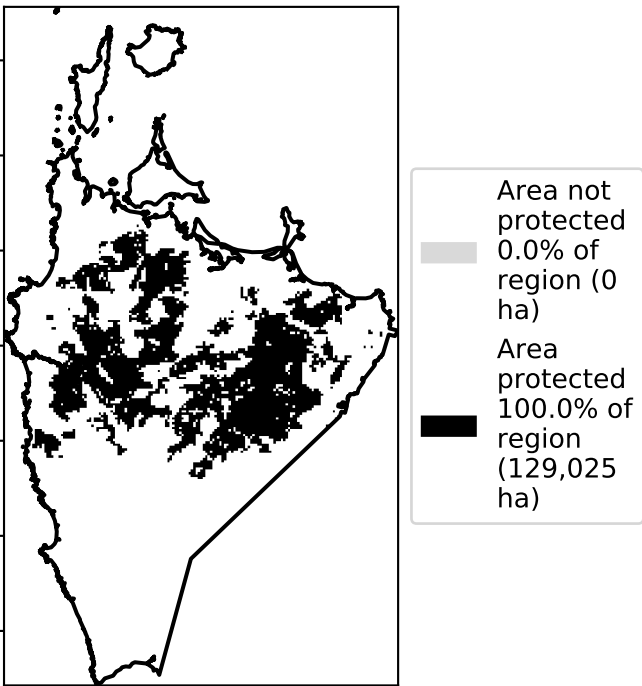 Area not
protected
0.0% of
region (0
ha)
Area
protected
100.0% of
region
(129,025
ha)